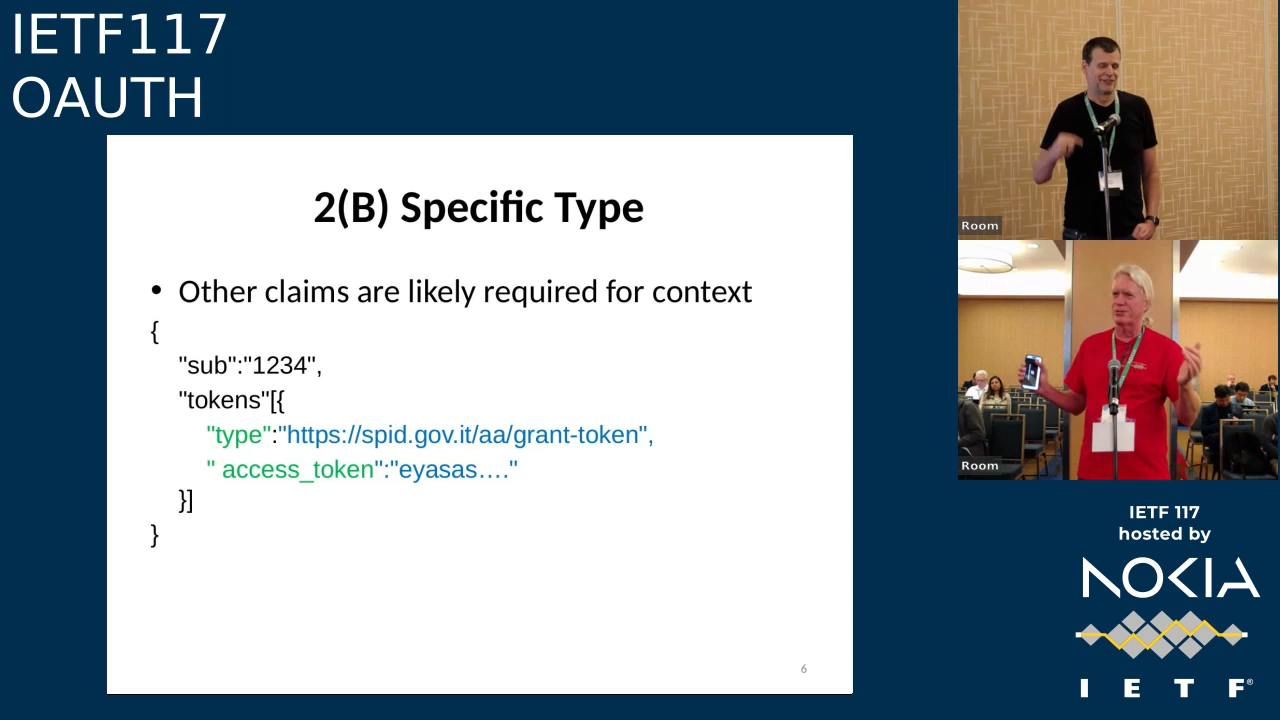 IETF117
OAUTH
2(B) Specific Type
• Other claims are likely required for context
{
"sub":"1234",
"tokens"[{
"type":"https://spid.gov.it/aa/grant-token",
" access_token":"eyasas…."
}]
}
6
Room
Room
IETF 117
hosted by
NOKIA
I E T F®